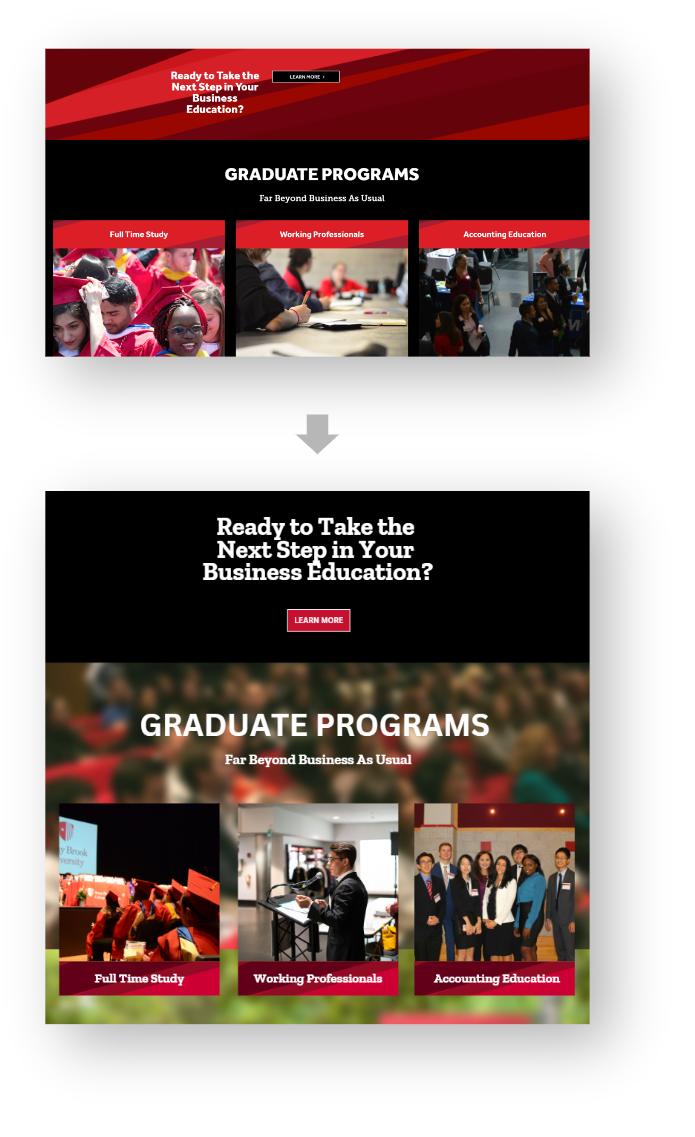 Ready to Take the
Next Step in Your
Business
Education?
LEARN MORE ›
GRADUATE PROGRAMS
Far Beyond Business As Usual
Full Time Study
Working Professionals
Accounting Education
Ready to Take the
Next Step in Your
Business Education?
LEARN MORE
GRADUATE PROGRAMS
Far Beyond Business As Usual
y Brook
iversity
Full Time Study
Working Professionals
Accounting Education